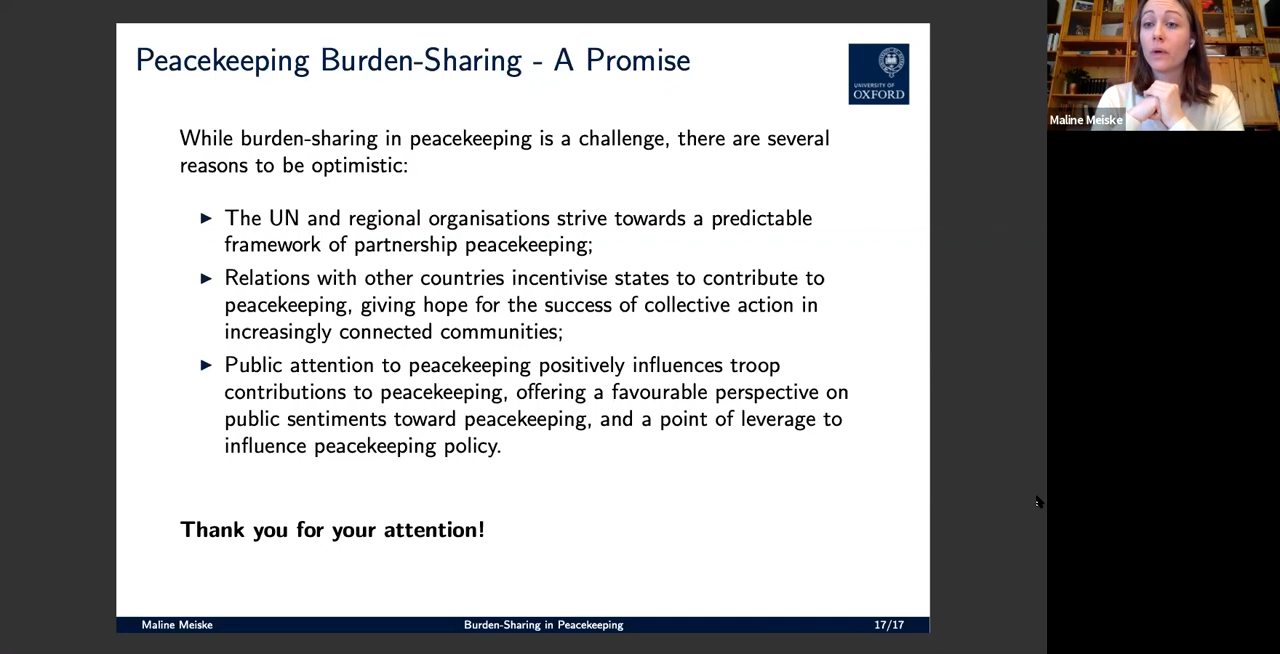 Peacekeeping Burden-Sharing - A Promise
UNIVERSITY OF
OXFORD
While burden-sharing in peacekeeping is a challenge, there are several
reasons to be optimistic:
▶ The UN and regional organisations strive towards a predictable
framework of partnership peacekeeping;
▶ Relations with other countries incentivise states to contribute to
peacekeeping, giving hope for the success of collective action in
increasingly connected communities;
▶ Public attention to peacekeeping positively influences troop
contributions to peacekeeping, offering a favourable perspective on
public sentiments toward peacekeeping, and a point of leverage to
influence peacekeeping policy.
Thank you for your attention!
Maline Meiske
Burden-Sharing in Peacekeeping
17/17
Maline Meiske